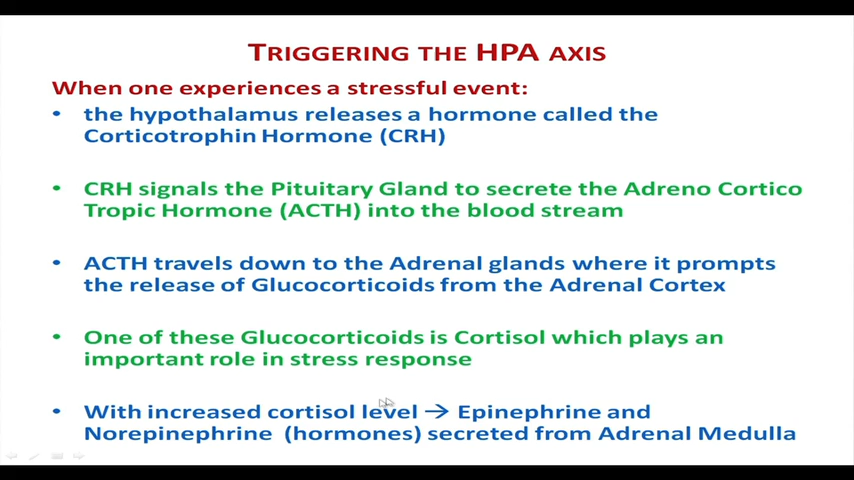 TRIGGERING THE HPA AXIS
When one experiences a stressful event:
• the hypothalamus releases a hormone called the
Corticotrophin Hormone (CRH)
• CRH signals the Pituitary Gland to secrete the Adreno Cortico
Tropic Hormone (ACTH) into the blood stream
• ACTH travels down to the Adrenal glands where it prompts
the release of Glucocorticoids from the Adrenal Cortex
• One of these Glucocorticoids is Cortisol which plays an
important role in stress response
• With increased cortisol level → Epinephrine and
Norepinephrine (hormones) secreted from Adrenal Medulla